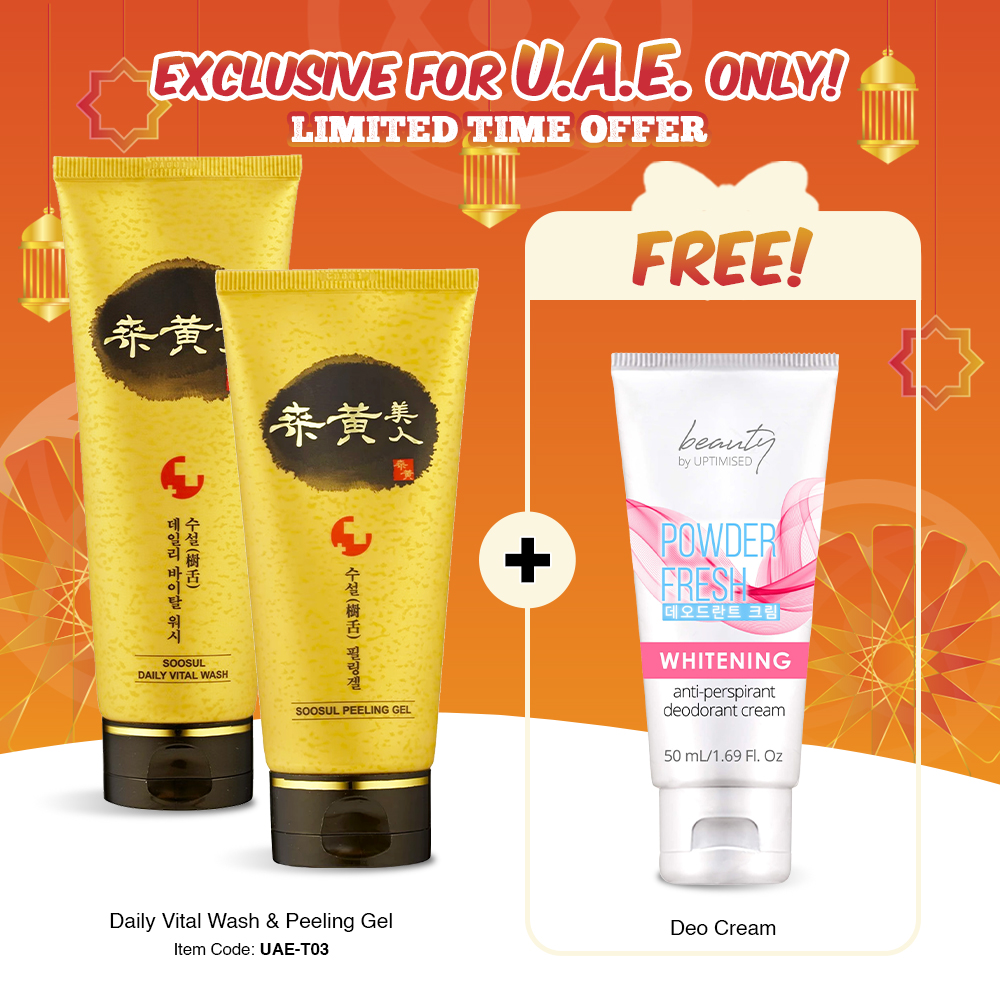 EXCLUSIVE FOR U.A.E. ONLY!
LIMITED TIME OFFER
FREE!
黃
수설 (樹舌)
데일리 바이탈 워시
SOOSUL
DAILY VITAL WASH
黃美人
수설 (樹舌) 필링겔
SOOSUL PEELING GEL
+
beauty
by UPTIMISED
POWDER
FRESH
데오드란트 크림
WHITENING
anti-perspirant
deodorant cream
50 mL/1.69 Fl. Oz
Daily Vital Wash & Peeling Gel
Item Code: UAE-T03
Deo Cream